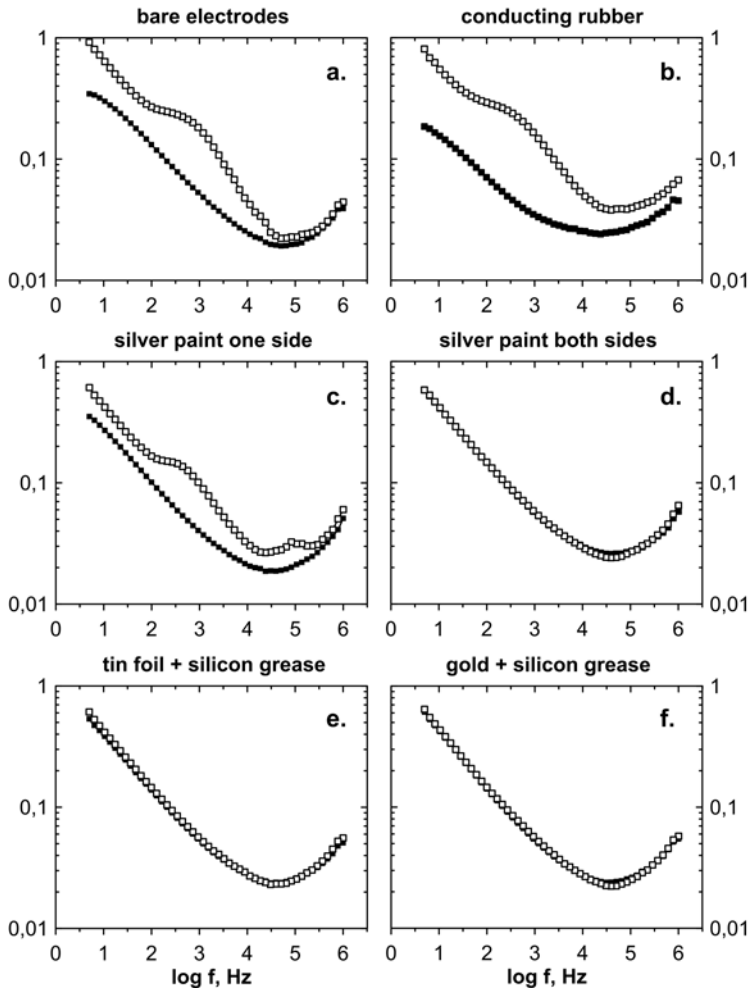 bare electrodes conducting rubber
1 a. b. 1
0,1 0,1
0,01 0,01
0 1 2 3 4 5 6 0 1 2 3 4 5 6
silver paint one side silver paint both sides
1 c. d. 1
0,1 0,1
0,01 0,01
0 1 2 3 4 5 6 0 1 2 3 4 5 6
tin foil + silicon grease gold + silicon grease
1 e. f. 1
0,1 0,1
0,01 0,01
0 1 2 3 4 5 6 0 1 2 3 4 5 6
log f, Hz log f, Hz